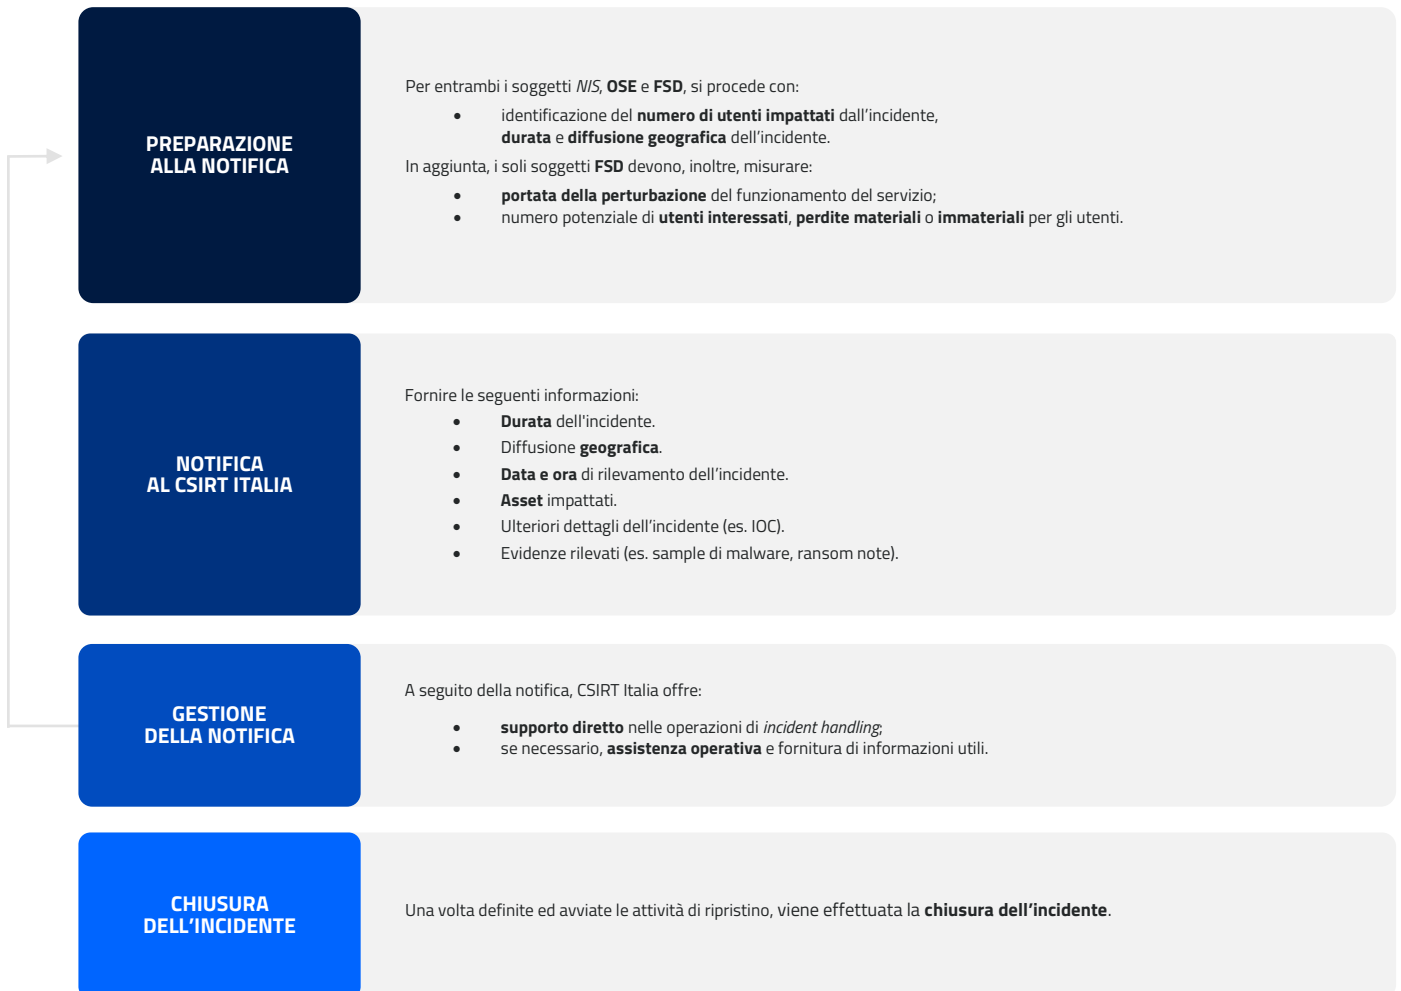 PREPARAZIONE
ALLA NOTIFICA
Per entrambi i soggetti NIS, OSE e FSD, si procede con:
• identificazione del numero di utenti impattati dall’incidente,
durata e diffusione geografica dell’incidente.
In aggiunta, i soli soggetti FSD devono, inoltre, misurare:
• portata della perturbazione del funzionamento del servizio;
• numero potenziale di utenti interessati, perdite materiali o immateriali per gli utenti.
NOTIFICA
AL CSIRT ITALIA
Fornire le seguenti informazioni:
• Durata dell'incidente.
• Diffusione geografica.
• Data e ora di rilevamento dell’incidente.
• Asset impattati.
• Ulteriori dettagli dell’incidente (es. IOC).
• Evidenze rilevati (es. sample di malware, ransom note).
GESTIONE
DELLA NOTIFICA
A seguito della notifica, CSIRT Italia offre:
• supporto diretto nelle operazioni di incident handling;
• se necessario, assistenza operativa e fornitura di informazioni utili.
CHIUSURA
DELL’INCIDENTE
Una volta definite ed avviate le attività di ripristino, viene effettuata la chiusura dell’incidente.